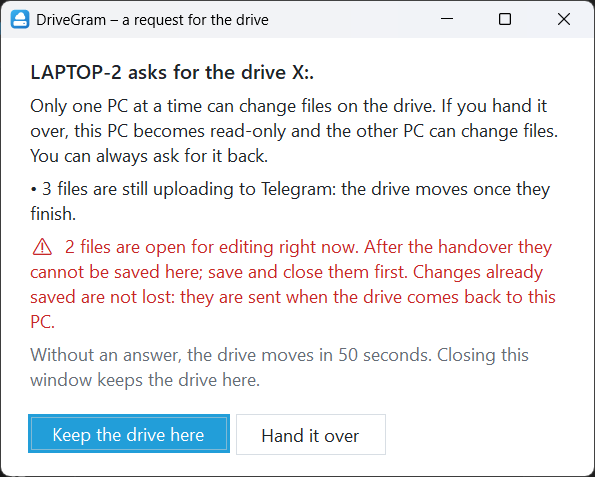 DriveGram – a request for the drive
LAPTOP-2 asks for the drive X:.
Only one PC at a time can change files on the drive. If you hand it
over, this PC becomes read-only and the other PC can change files.
You can always ask for it back.
• 3 files are still uploading to Telegram: the drive moves once they
finish.
2 files are open for editing right now. After the handover they
cannot be saved here; save and close them first. Changes already
saved are not lost: they are sent when the drive comes back to this
PC.
Without an answer, the drive moves in 50 seconds. Closing this
window keeps the drive here.
Keep the drive here
Hand it over